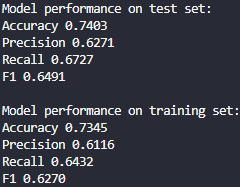 Model performance on test set:
Accuracy 0.7403
Precision 0.6271
Recall 0.6727
F1 0.6491

Model performance on training set:
Accuracy 0.7345
Precision 0.6116
Recall 0.6432
F1 0.6270